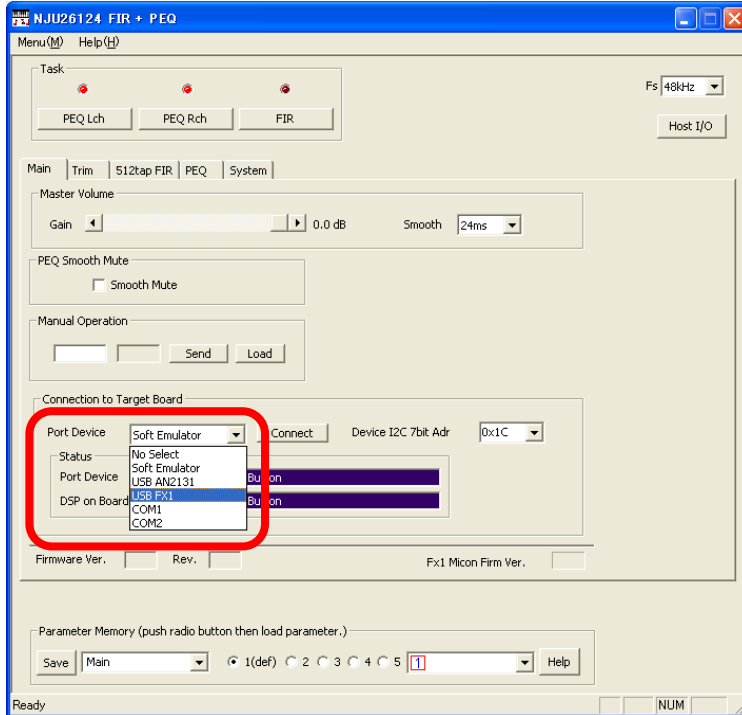 NJU26124 FIR + PEQ
Menu(M) Help(H)
Task
PEQ Lch PEQ Rch FIR
Fs 48kHz
Host I/O
Main Trim 512tap FIR PEQ System
Master Volume
Gain 0.0 dB Smooth 24ms
PEQ Smooth Mute
Smooth Mute
Manual Operation
Send Load
Connection to Target Board
Port Device Soft Emulator Connect Device I2C 7bit Adr 0x1C
No Select
Status
Soft Emulator
Port Device USB AN2131 Button
USB FX1
DSP on Board COM1 Button
COM2
Firmware Ver. Rev. Fx1 Micon Firm Ver.
Parameter Memory (push radio button then load parameter.)
Save Main 1(def) 2 3 4 5 1 Help
Ready NUM